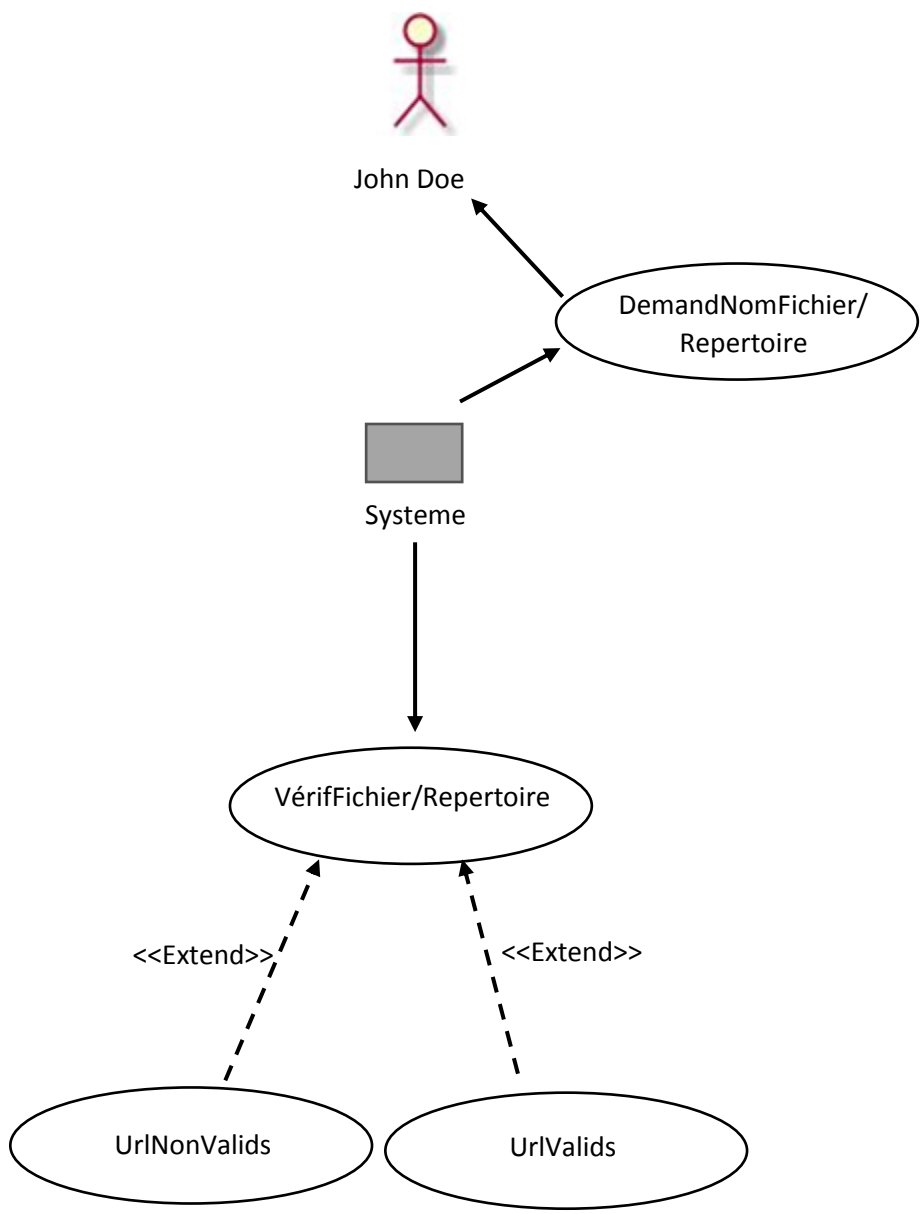 John Doe
DemandNomFichier/
Repertoire
Systeme
VérifFichier/Repertoire
<<Extend>>
<<Extend>>
UrlNonValids
UrlValids